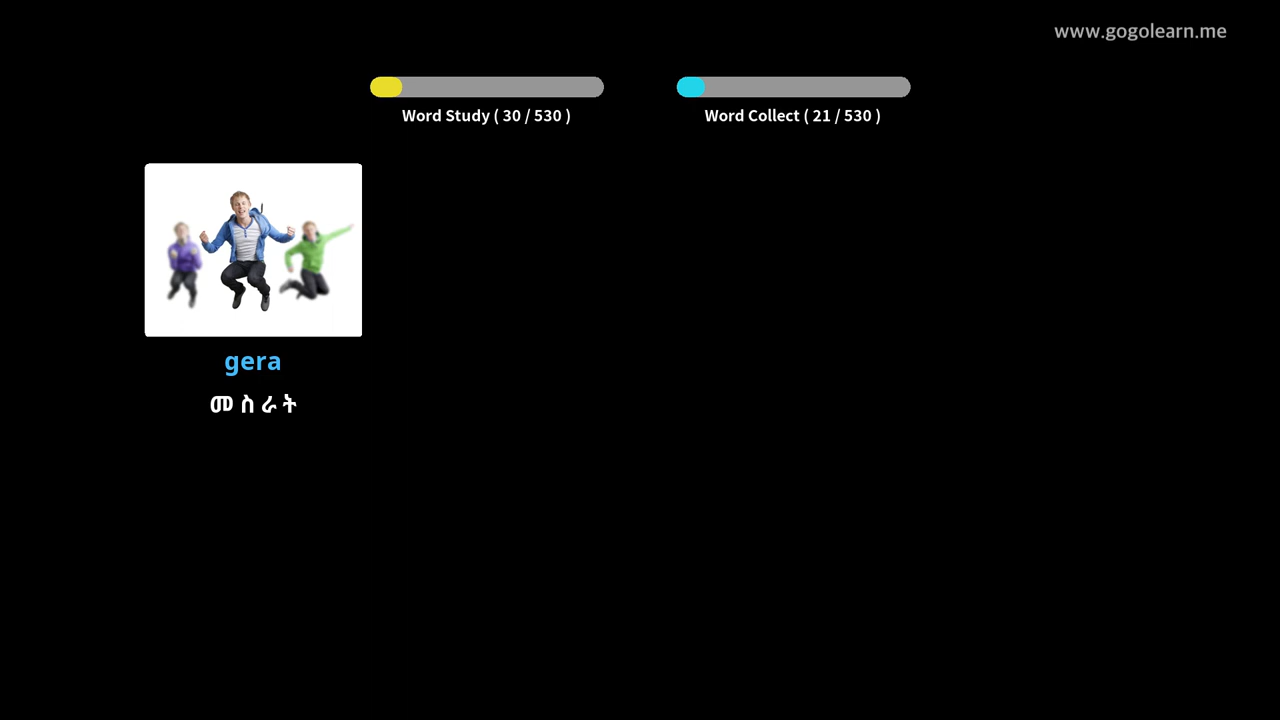 www.gogolearn.me
Word Study ( 30 / 530 )
Word Collect ( 21 / 530 )
gera
መ ስ ራ ት